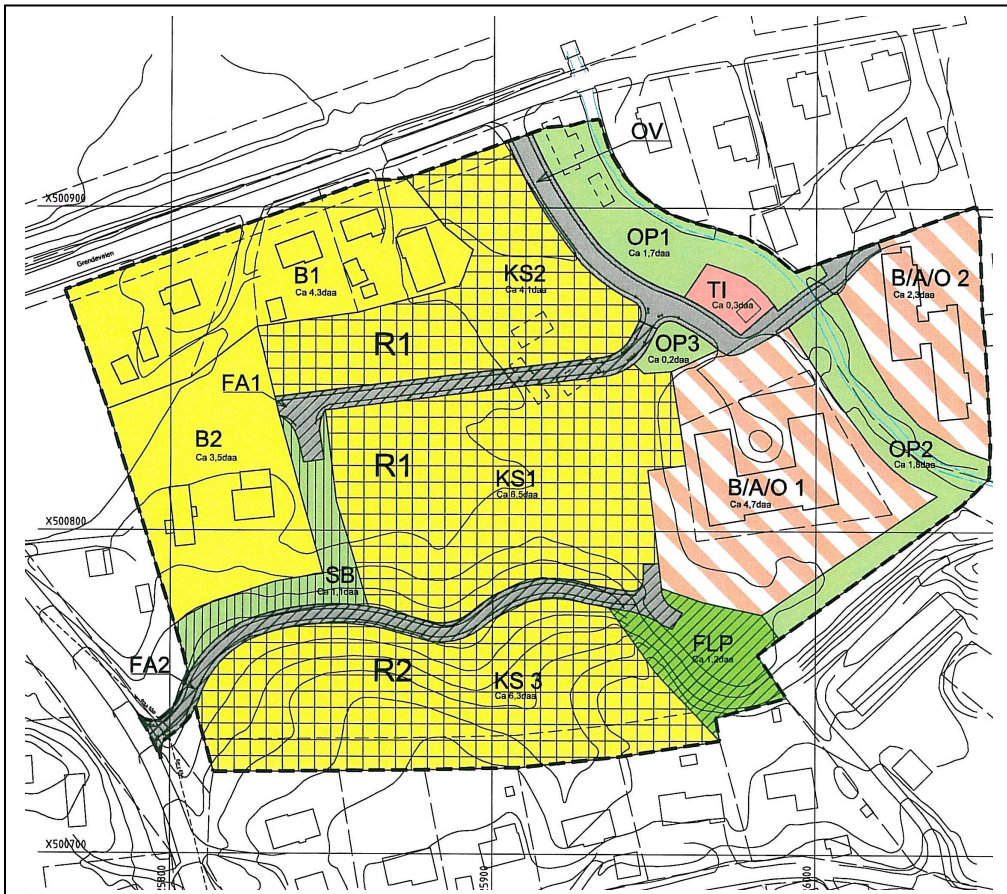 OV
X500900
Grendeveien
OP1
Ca 1,7daa
B1
Ca 4,3daa
KS2
Ca 4,1daa
TI
Ca 0,3daa
B/A/O 2
Ca 2,3daa
R1
OP3
Ca 0,2daa
FA1
B2
Ca 3,5daa
R1
KS1
Ca 6,5daa
OP2
Ca 1,8daa
B/A/O 1
Ca 4,7daa
X500800
SB
Ca 1,1daa
FLP
Ca 1,2daa
FA2
R2
KS 3
Ca 6,3daa
X500700